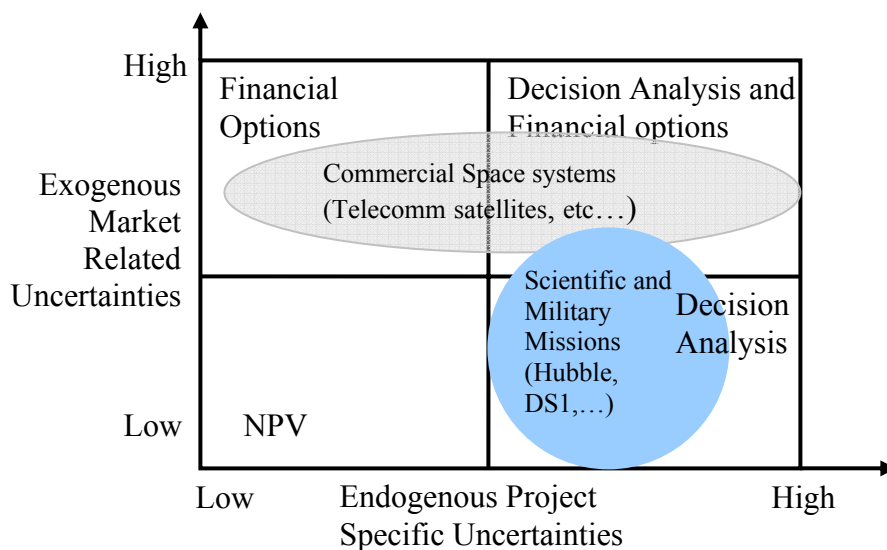 High
Financial
Options
Decision Analysis and
Financial options
Commercial Space systems
(Telecomm satellites, etc…)
Exogenous
Market
Related
Uncertainties
Scientific and
Military
Missions
(Hubble,
DS1,…)
Decision
Analysis
Low
NPV
Low
Endogenous Project
Specific Uncertainties
High